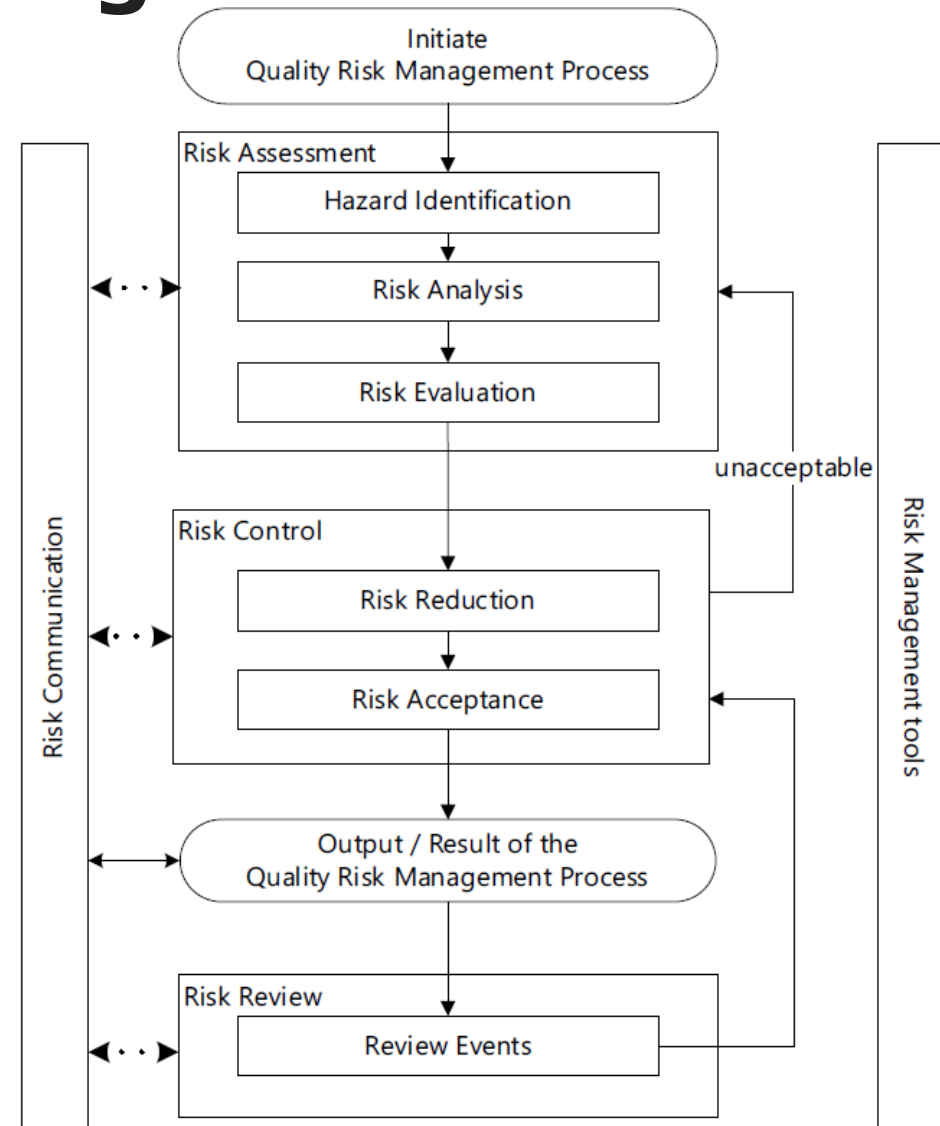 Initiate
Quality Risk Management Process
Risk Assessment
Hazard Identification
Risk Analysis
Risk Evaluation
unacceptable
Risk Control
Risk Reduction
Risk Acceptance
Output / Result of the
Quality Risk Management Process
Risk Review
Review Events
Risk Communication
Risk Management tools